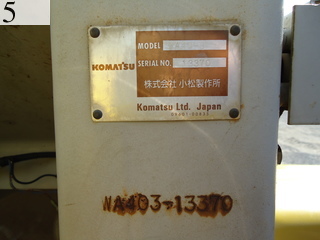 5
MODEL
KOMATSU
SERIAL NO.
株式会社 小松製作所
Komatsu Ltd. Japan
WA403-13370